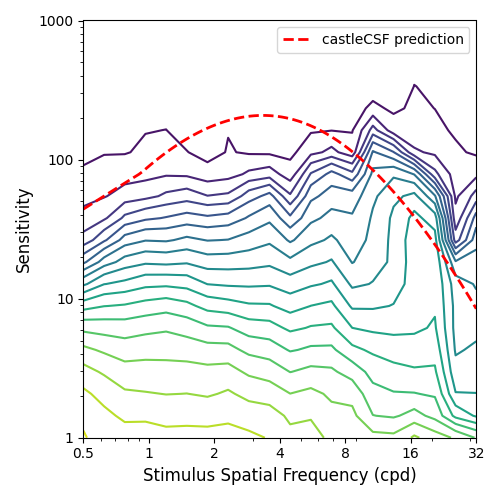 1000
castleCSF prediction
100
10
1
Sensitivity
0.5 1 2 4 8 16 32
Stimulus Spatial Frequency (cpd)